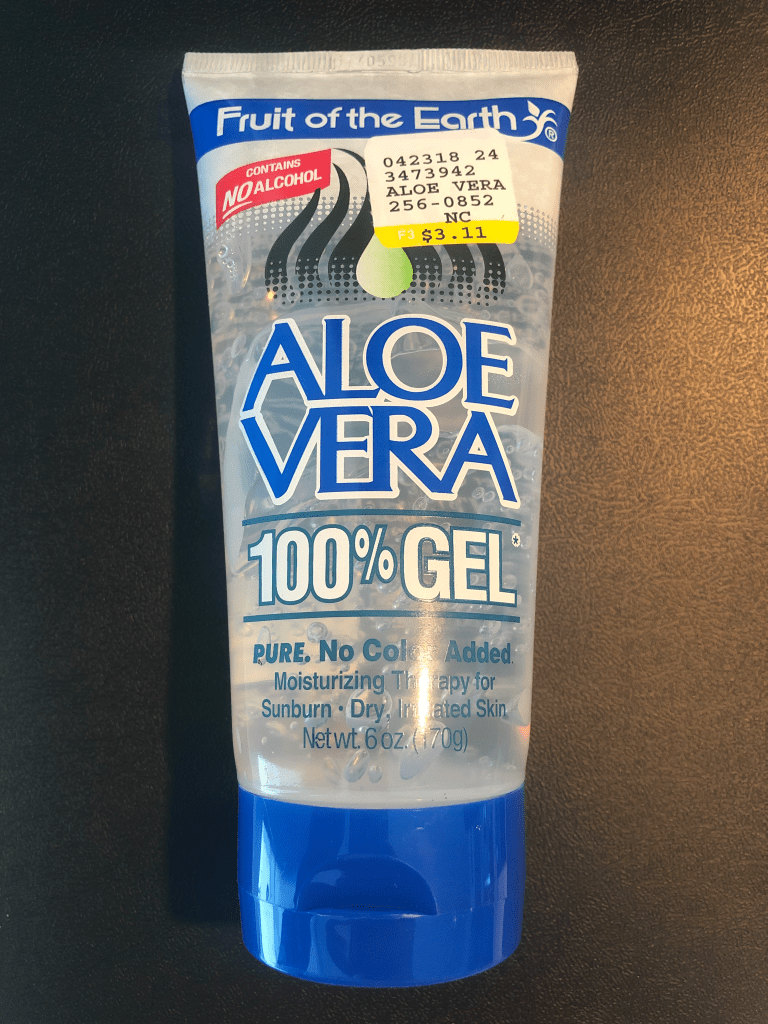 Fruit of the Earth ®
CONTAINS
NO ALCOHOL
042318 24
3473942
ALOE VERA
256-0852
NC
F3 $3.11
ALOE
VERA
100% GEL*
PURE. No Color Added.
Moisturizing Therapy for
Sunburn · Dry, Irritated Skin
Net wt. 6 oz. (170g)